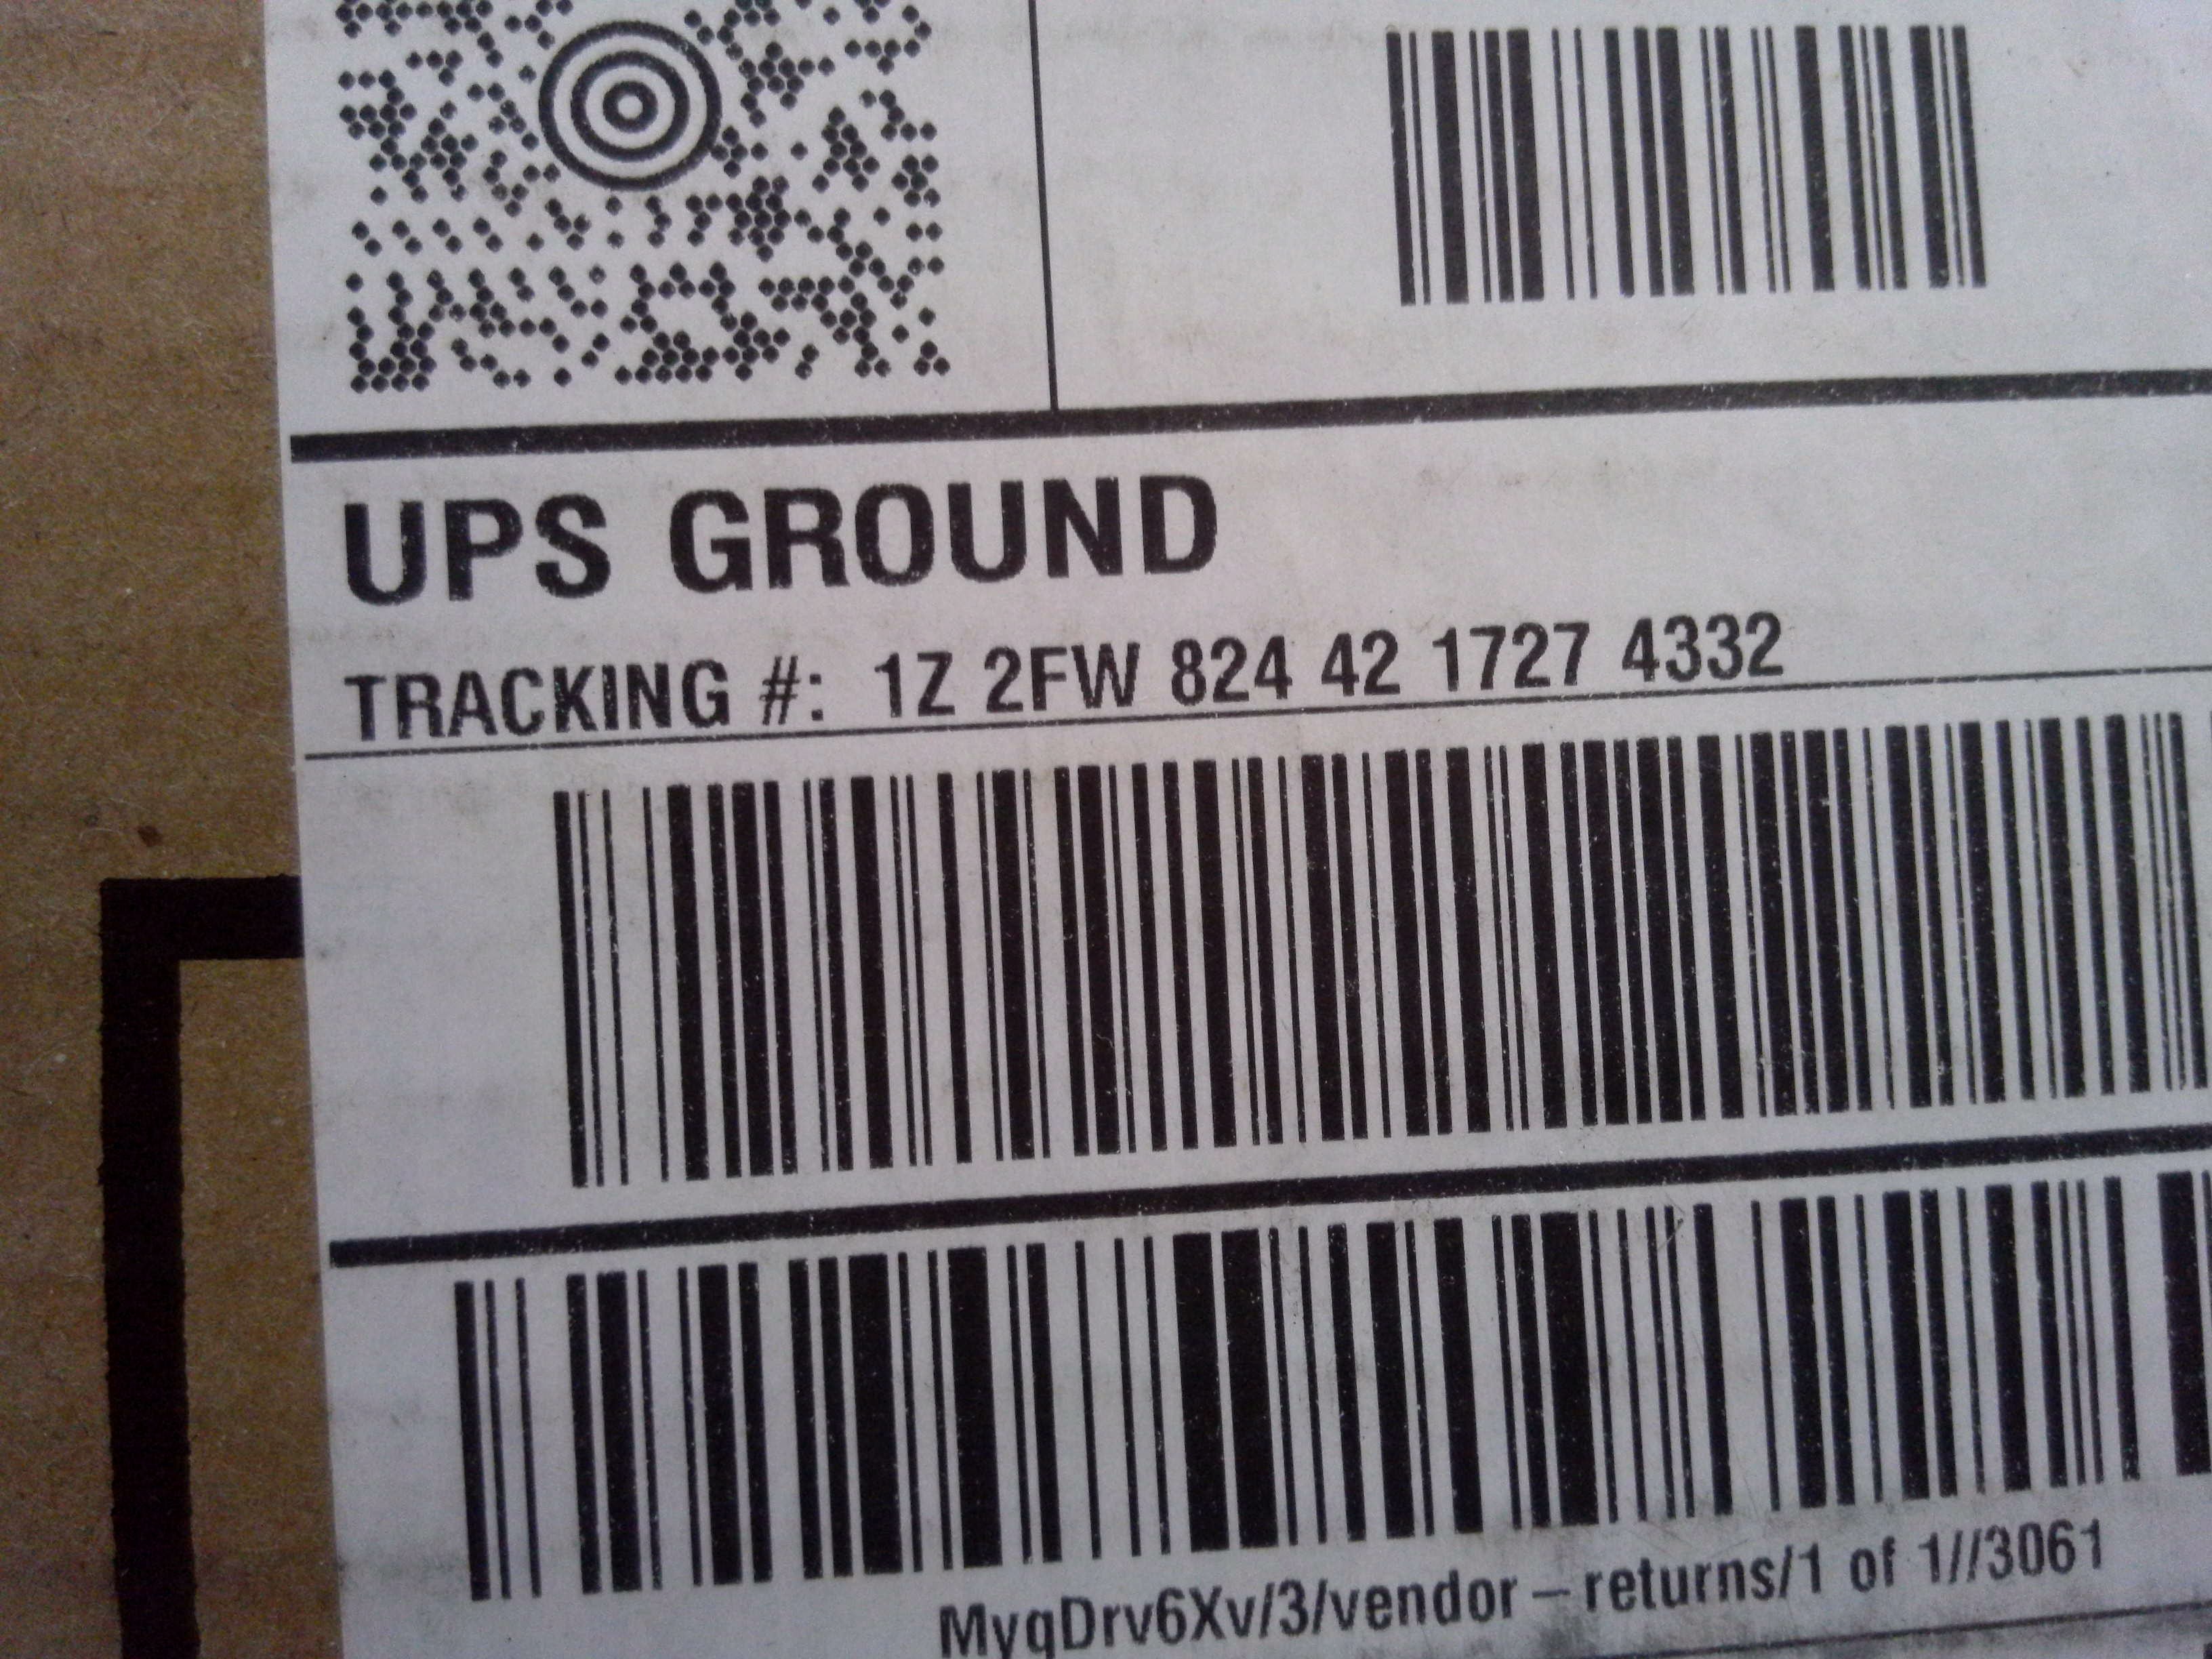 UPS GROUND
TRACKING #: 1Z 2FW 824 42 1727 4332
MyqDrv6Xv/3/vendor – returns/1 of 1//3061